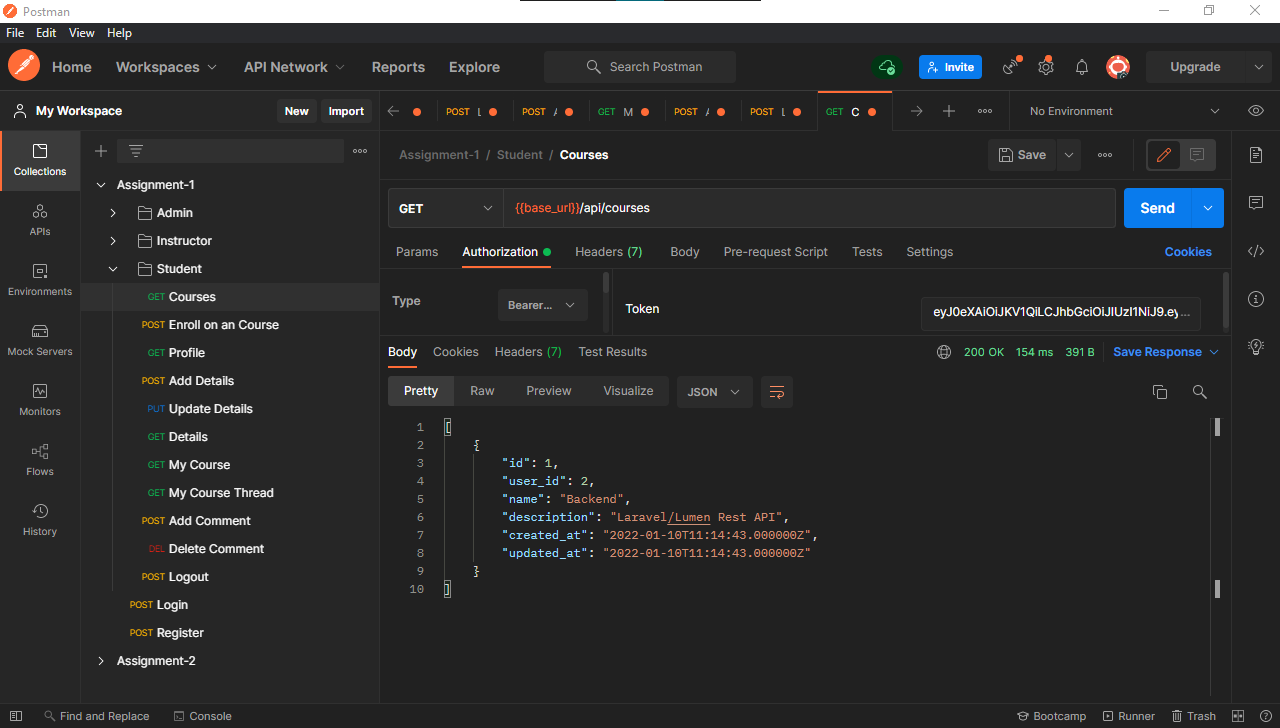 Postman
File Edit View Help
Home Workspaces API Network Reports Explore Search Postman Invite Upgrade
My Workspace New Import POST L POST A GET M POST A POST L GET C No Environment
Collections
APIs
Environments
Mock Servers
Monitors
Flows
History
Assignment-1
Admin
Instructor
Student
GET Courses
POST Enroll on an Course
GET Profile
POST Add Details
PUT Update Details
GET Details
GET My Course
GET My Course Thread
POST Add Comment
DEL Delete Comment
POST Logout
POST Login
POST Register
Assignment-2
Assignment-1 / Student / Courses Save
GET {{base_url}}/api/courses Send
Params Authorization Headers (7) Body Pre-request Script Tests Settings Cookies
Type Bearer... Token eyJ0eXAiOiJKV1QiLCJhbGciOiJIUzI1NiJ9.ey...
Body Cookies Headers (7) Test Results 200 OK 154 ms 391 B Save Response
Pretty Raw Preview Visualize JSON
1 [
2 {
3 "id": 1,
4 "user_id": 2,
5 "name": "Backend",
6 "description": "Laravel/Lumen Rest API",
7 "created_at": "2022-01-10T11:14:43.000000Z",
8 "updated_at": "2022-01-10T11:14:43.000000Z"
9 }
10 ]
Find and Replace Console Bootcamp Runner Trash